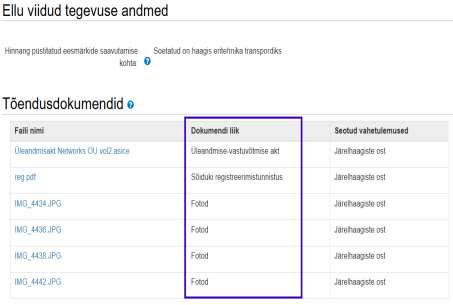 Ellu viidud tegevuse andmed
Hinnang püstitatud eesmärkide saavutamise kohta: Soetatud on haagis eritehnika transpordiks
Tõendusdokumendid
Faili nimi Dokumendi liik Seotud vahetulemused
Üleandmisakt Networks OÜ vol2.asice Üleandmise-vastuvõtmise akt Järelhaagiste ost
reg.pdf Sõiduki registreerimistunnistus Järelhaagiste ost
IMG_4434.JPG Fotod Järelhaagiste ost
IMG_4436.JPG Fotod Järelhaagiste ost
IMG_4438.JPG Fotod Järelhaagiste ost
IMG_4442.JPG Fotod Järelhaagiste ost